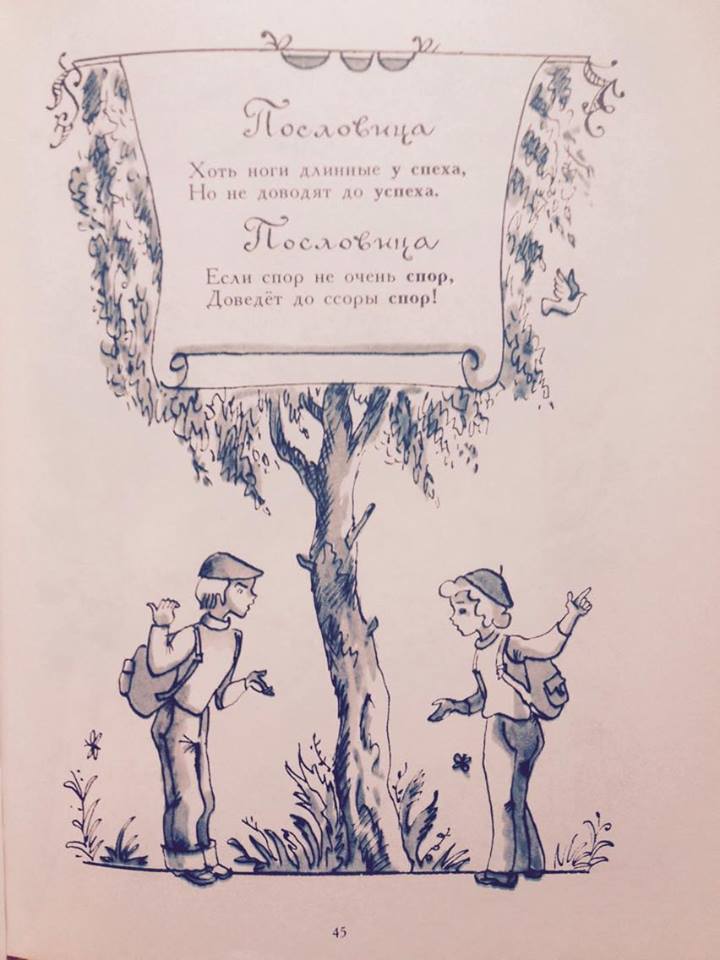 Пословица
Хоть ноги длинные у спеха,
Но не доводят до успеха.
Пословица
Если спор не очень спор,
Доведёт до ссоры спор!
45